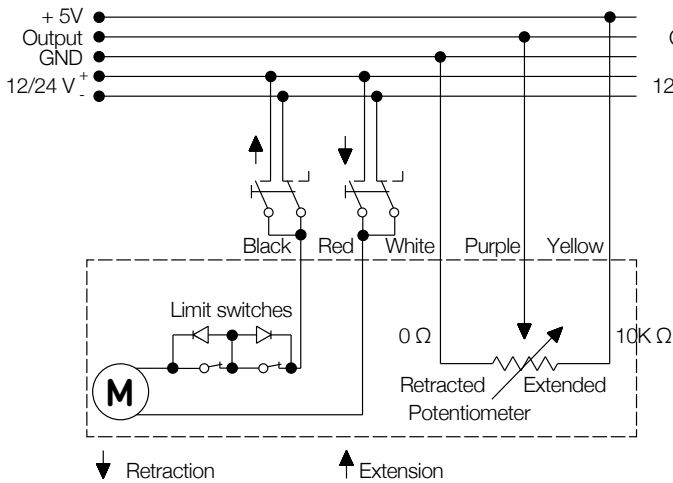 + 5V
Output
GND
12/24 V +
-
Black Red White Purple Yellow
Limit switches
0 Ω
10K Ω
M
Retracted Extended
Potentiometer
Retraction
Extension
12